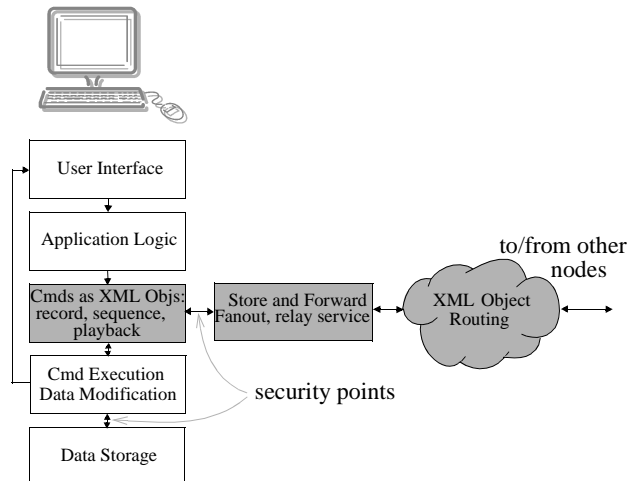 User Interface
Application Logic
Cmds as XML Objs:
record, sequence,
playback
Store and Forward
Fanout, relay service
XML Object
Routing
to/from other
nodes
Cmd Execution
Data Modification
security points
Data Storage